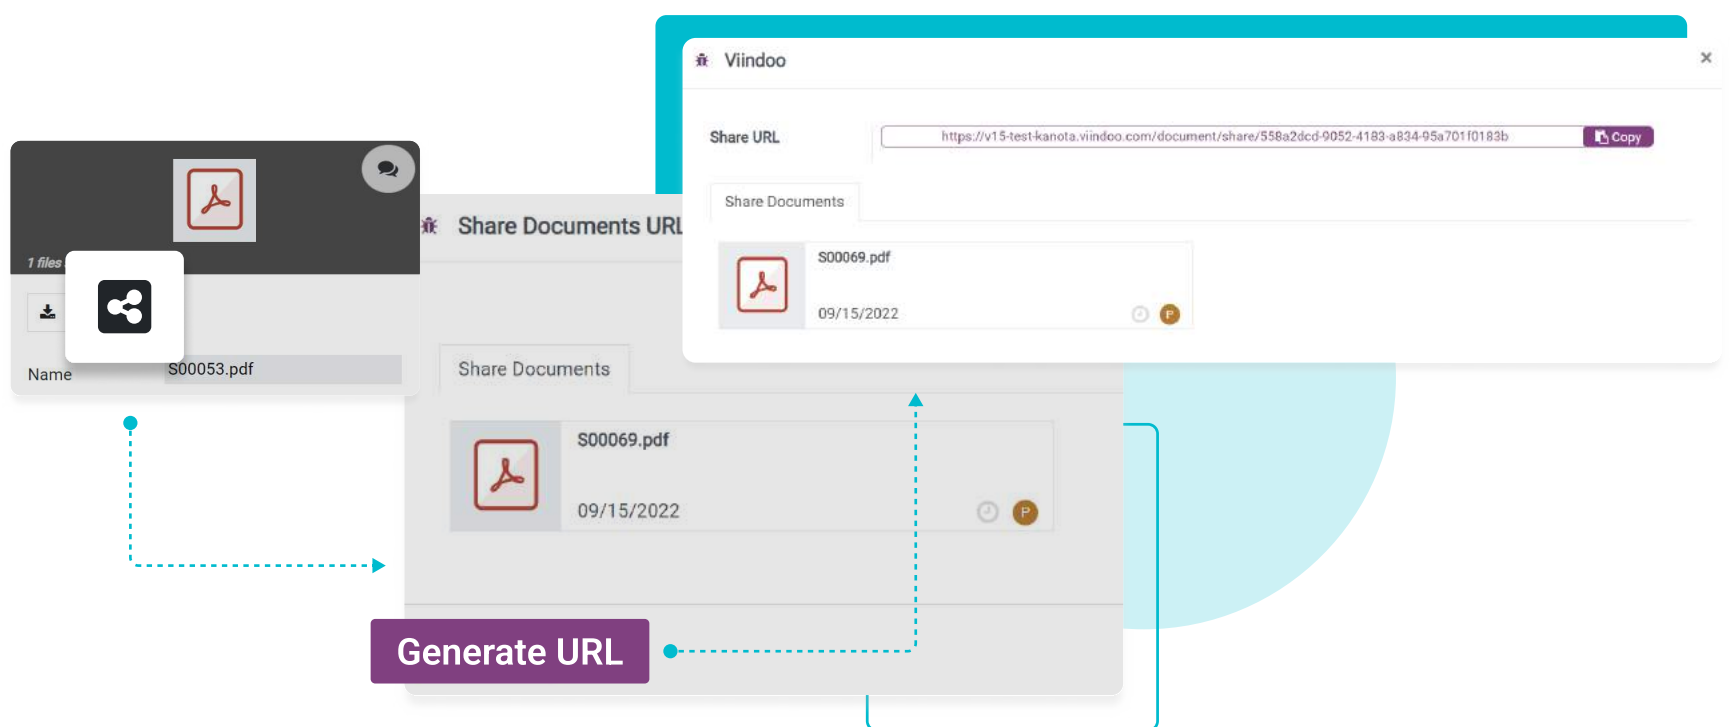 1 files
Name
S00053.pdf
Share Documents URL
Share Documents
S00069.pdf
09/15/2022
P
Generate URL
Viindoo
×
Share URL
https://v15-test-kanota.viindoo.com/document/share/558a2dcd-9052-4183-a834-95a701f0183b
Copy
Share Documents
S00069.pdf
09/15/2022
P